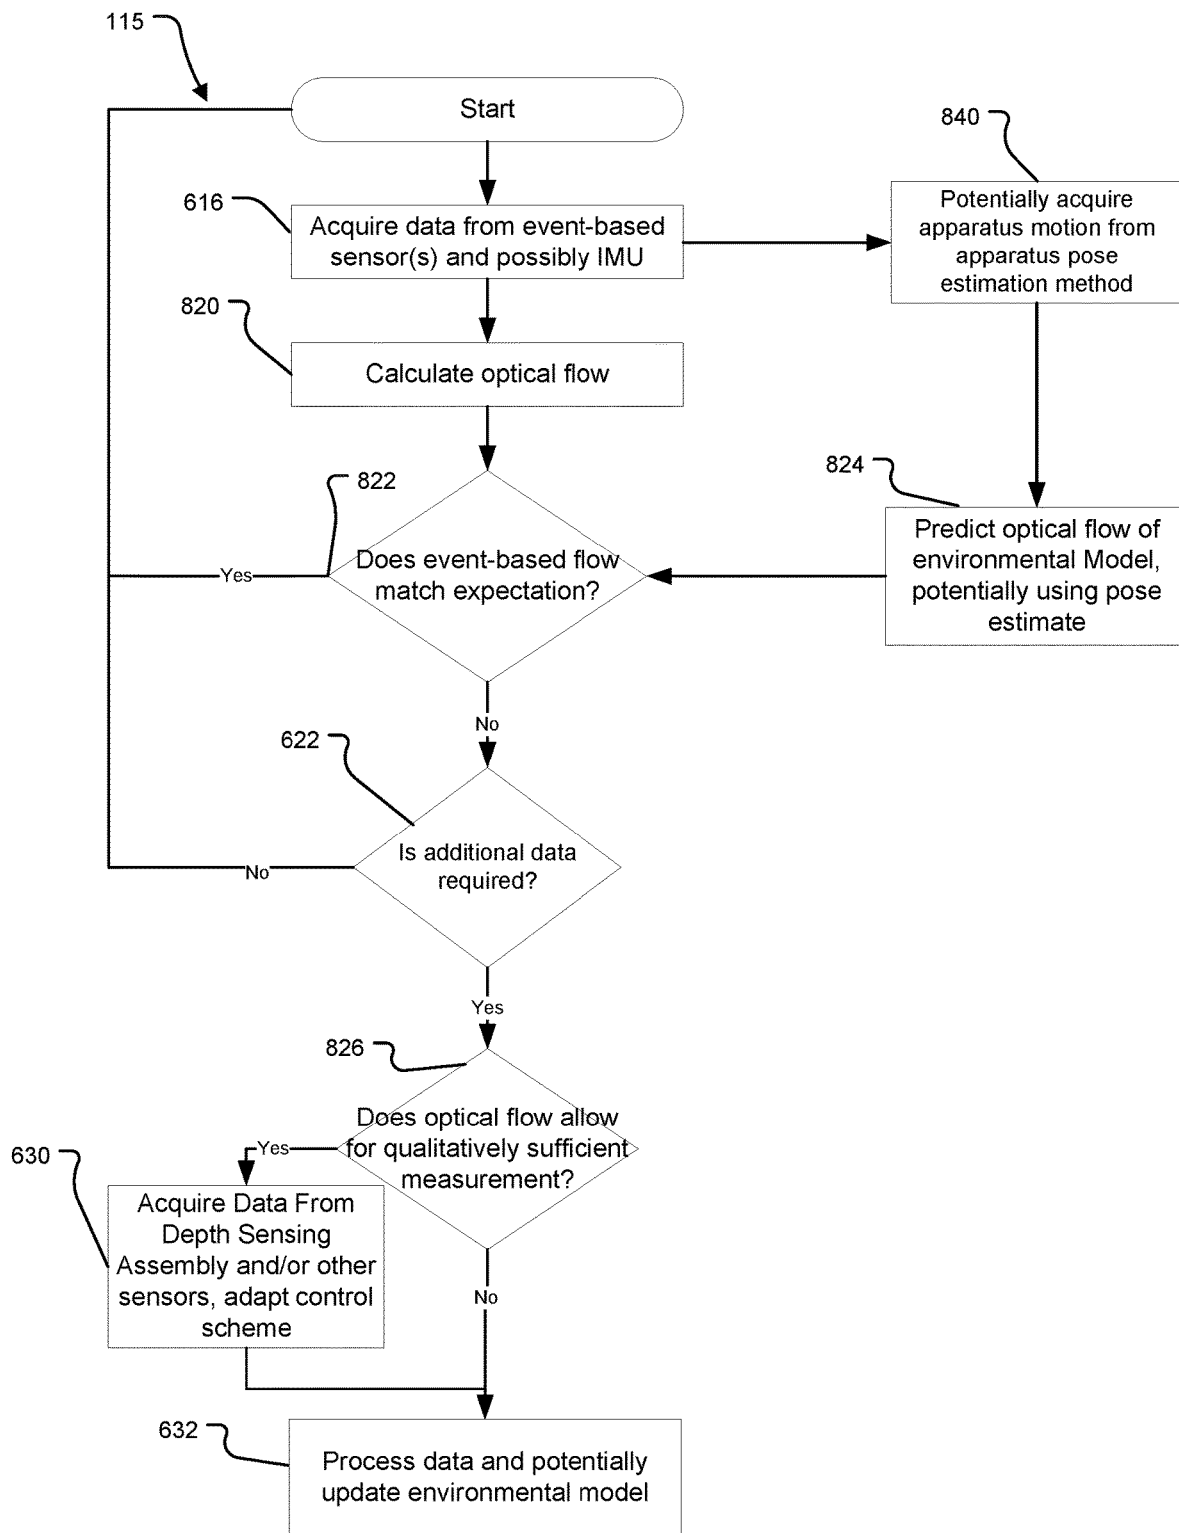 115
Start
840
616
Acquire data from event-based
sensor(s) and possibly IMU
Potentially acquire
apparatus motion from
apparatus pose
estimation method
820
Calculate optical flow
822
824
Does event-based flow
match expectation?
Yes
Predict optical flow of
environmental Model,
potentially using pose
estimate
No
622
Is additional data
required?
No
Yes
826
Does optical flow allow
for qualitatively sufficient
measurement?
Yes
630
Acquire Data From
Depth Sensing
Assembly and/or other
sensors, adapt control
scheme
No
632
Process data and potentially
update environmental model